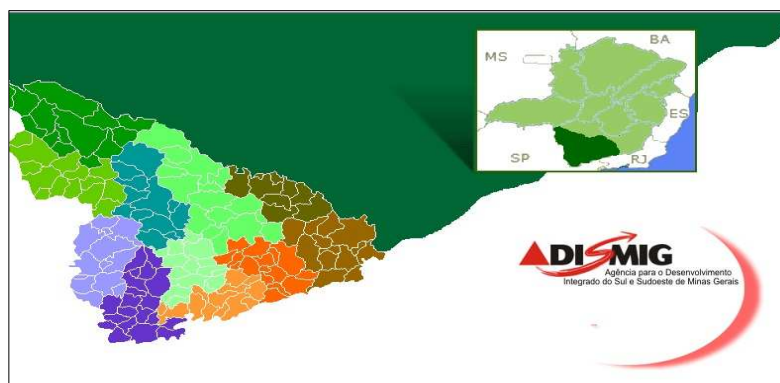 BA
MS
ES
SP
RJ
ADISMIG
Agência para o Desenvolvimento
Integrado do Sul e Sudoeste de Minas Gerais